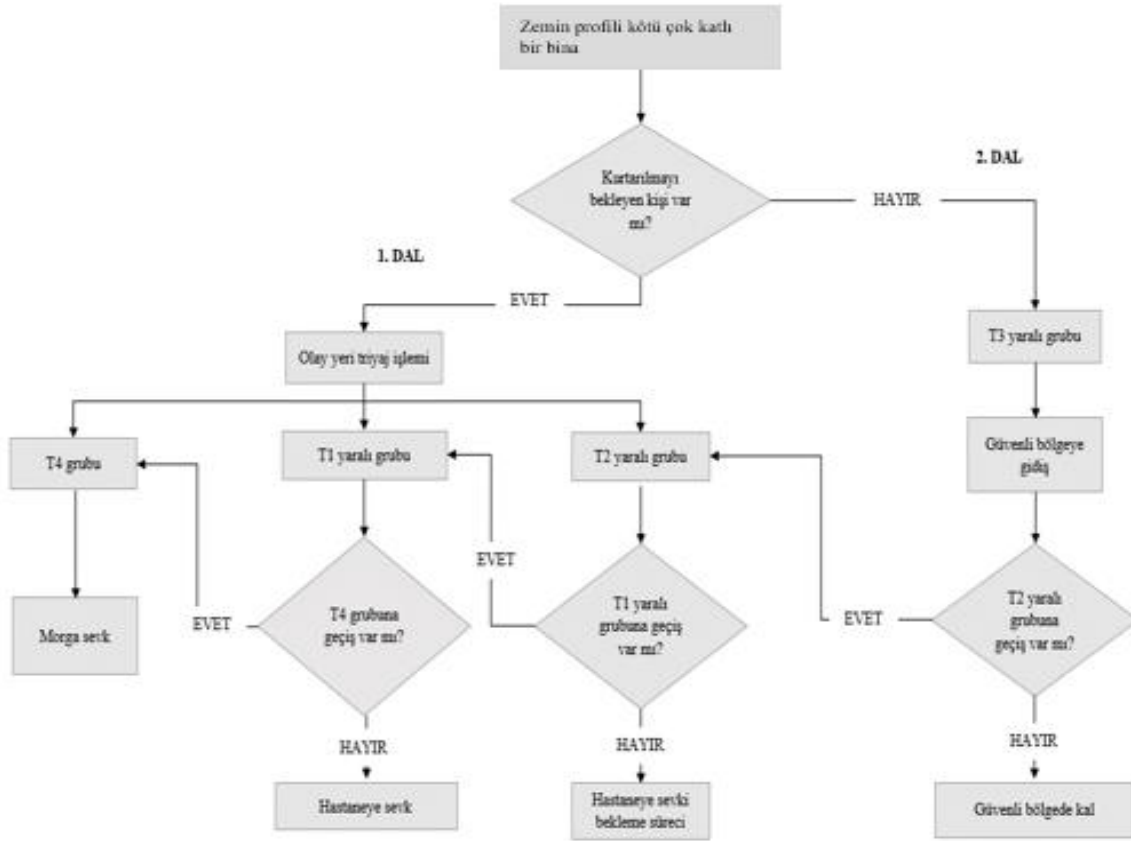 Zemin profili kötü çok katlı
bir bina
Kurtarılmayı
bekleyen kişi var
mı?
2. DAL
HAYIR
1. DAL
EVET
Olay yeri triyaj işlemi
T3 yaralı grubu
T4 grubu
T1 yaralı grubu
T2 yaralı grubu
Güvenli bölgeye
gidiş
EVET
Morga sevk
EVET
T4 grubuna
geçiş var mı?
T1 yaralı
grubuna geçiş
var mı?
EVET
T2 yaralı
grubuna
geçiş var mı?
HAYIR
HAYIR
HAYIR
Hastaneye sevk
Hastaneye sevki
bekleme süreci
Güvenli bölgede kal